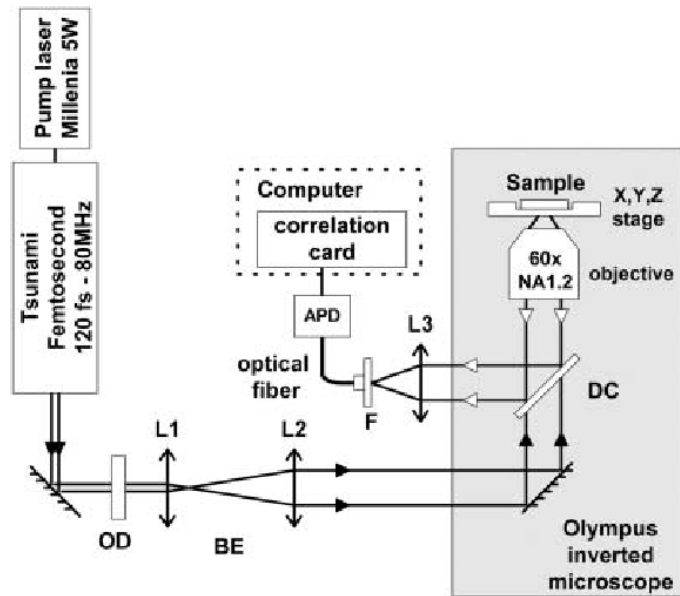 Pump laser
Millenia 5W
Tsunami
Femtosecond
120 fs - 80MHz
Computer
correlation
card
APD
optical
fiber
L3
F
Sample
X,Y,Z
stage
60x
NA1.2
objective
DC
L1
L2
OD
BE
Olympus
inverted
microscope